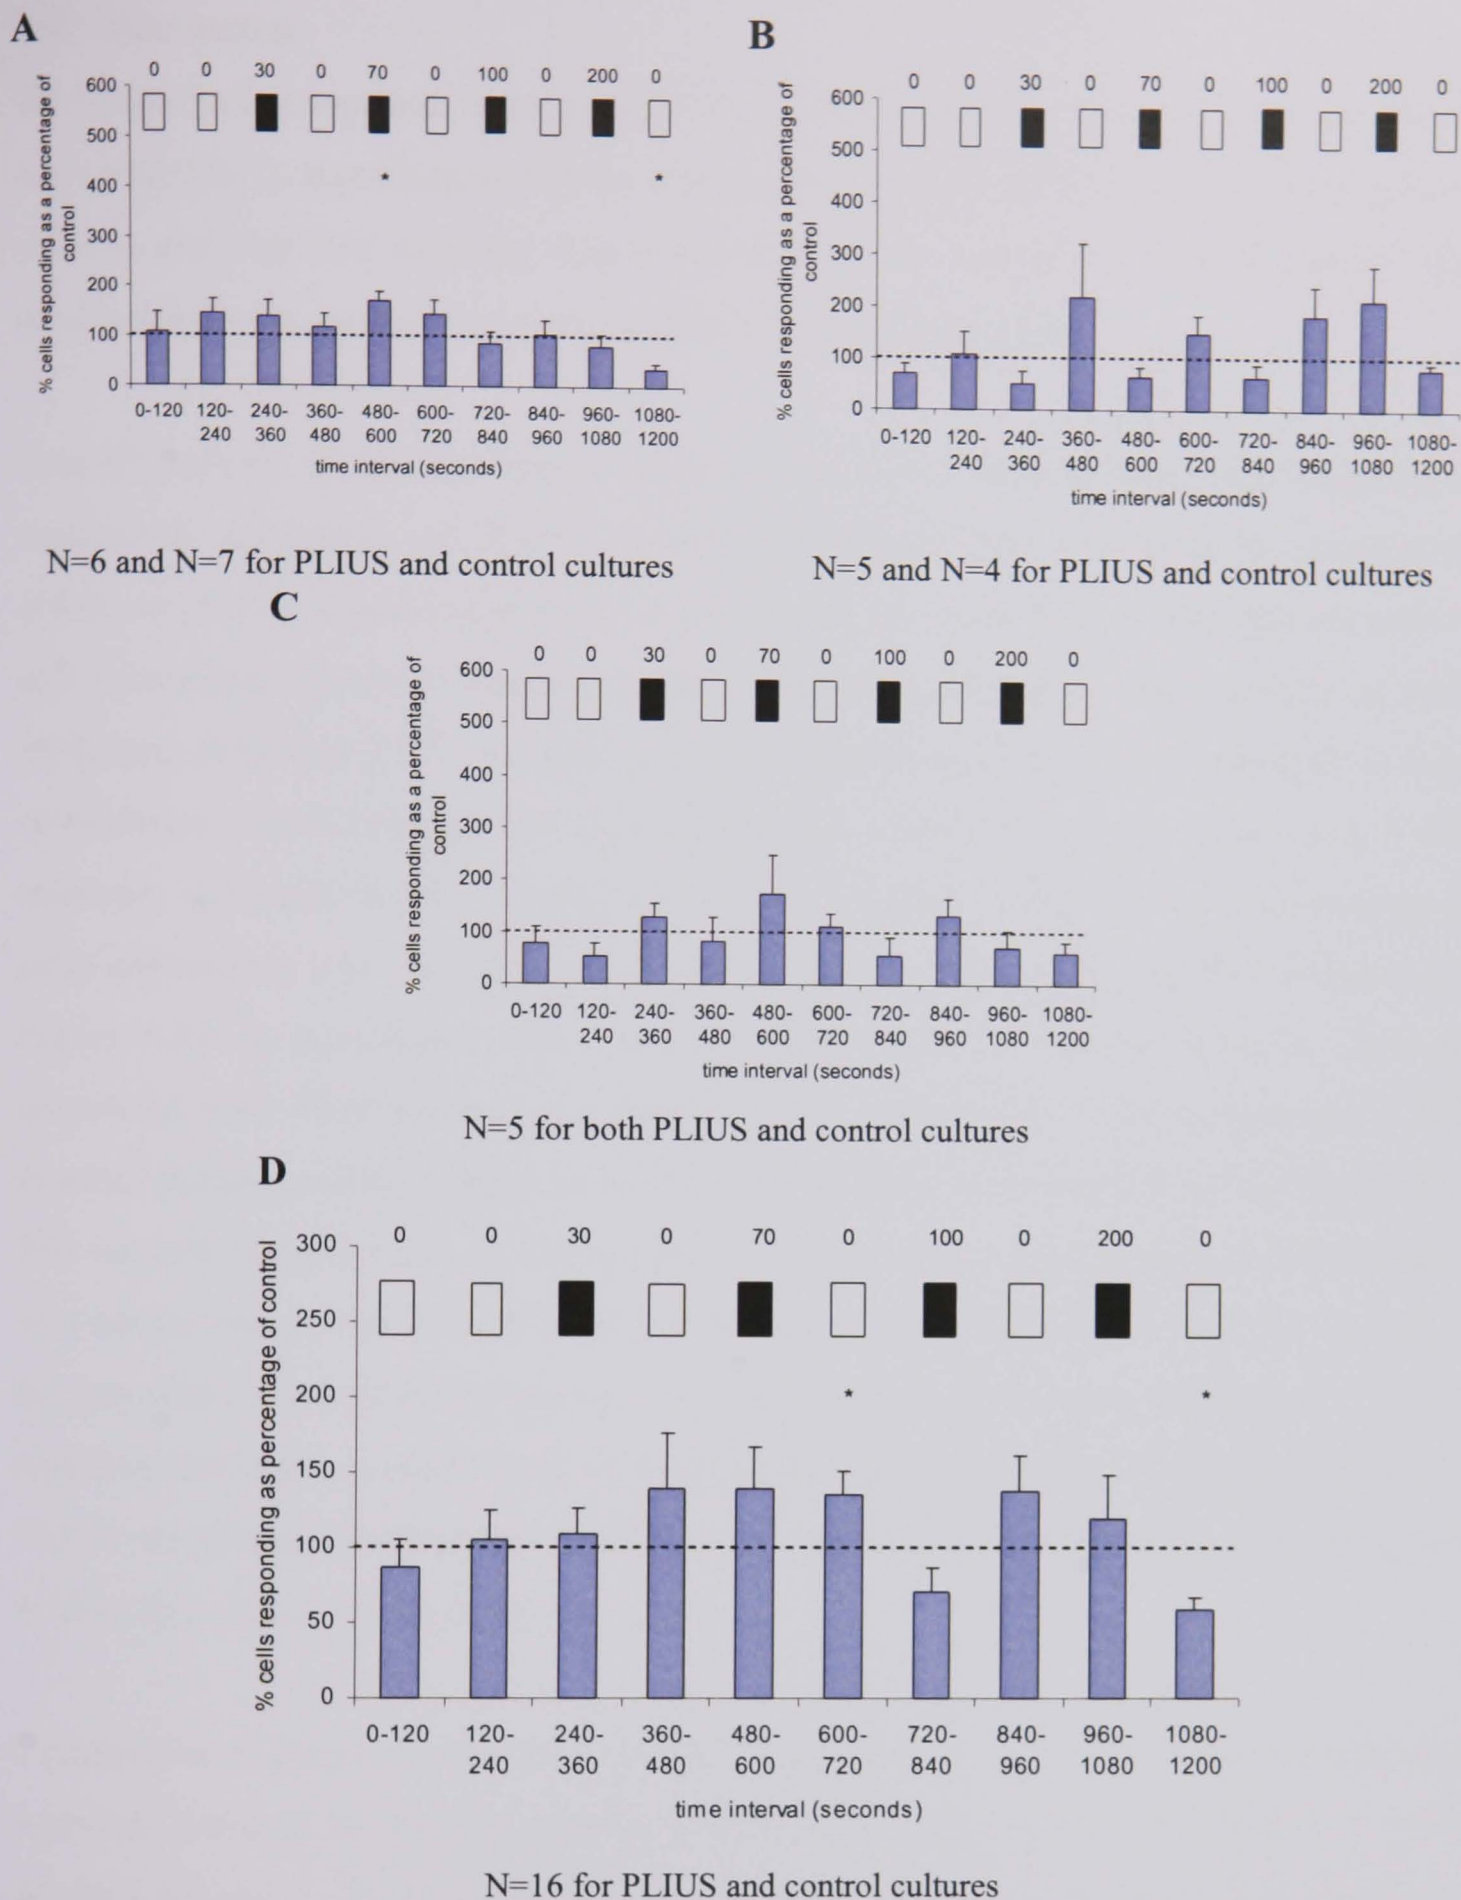 A
0 0 30 0 70 0 100 0 200 0
% cells responding as a percentage of
control
600
500
400
300
200
100
0
* *
0-120 120- 240- 360- 480- 600- 720- 840- 960- 1080-
240 360 480 600 720 840 960 1080 1200
time interval (seconds)
N=6 and N=7 for PLIUS and control cultures
B
0 0 30 0 70 0 100 0 200 0
% cells responding as a percentage of
control
600
500
400
300
200
100
0
0-120 120- 240- 360- 480- 600- 720- 840- 960- 1080-
240 360 480 600 720 840 960 1080 1200
time interval (seconds)
N=5 and N=4 for PLIUS and control cultures
C
0 0 30 0 70 0 100 0 200 0
% cells responding as a percentage of
control
600
500
400
300
200
100
0
0-120 120- 240- 360- 480- 600- 720- 840- 960- 1080-
240 360 480 600 720 840 960 1080 1200
time interval (seconds)
N=5 for both PLIUS and control cultures
D
0 0 30 0 70 0 100 0 200 0
% cells responding as percentage of control
300
250
200
150
100
50
0
* *
0-120 120- 240- 360- 480- 600- 720- 840- 960- 1080-
240 360 480 600 720 840 960 1080 1200
time interval (seconds)
N=16 for PLIUS and control cultures